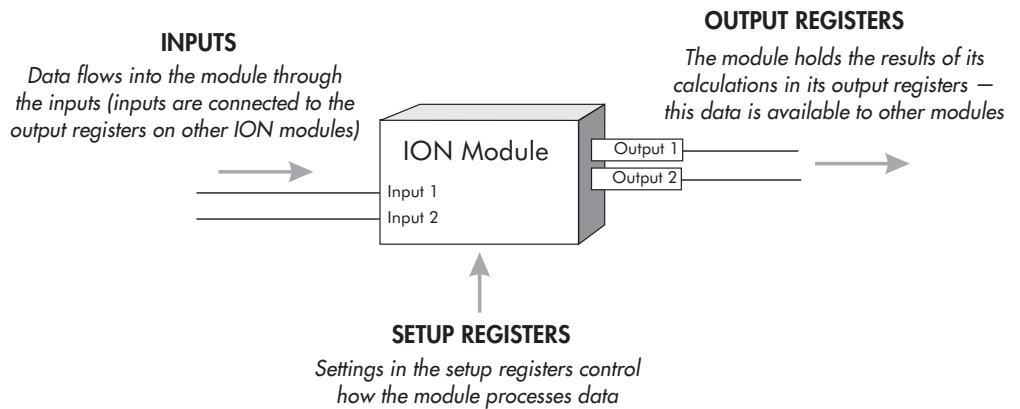 INPUTS
Data flows into the module through
the inputs (inputs are connected to the
output registers on other ION modules)
OUTPUT REGISTERS
The module holds the results of its
calculations in its output registers —
this data is available to other modules
ION Module
Input 1
Input 2
Output 1
Output 2
SETUP REGISTERS
Settings in the setup registers control
how the module processes data